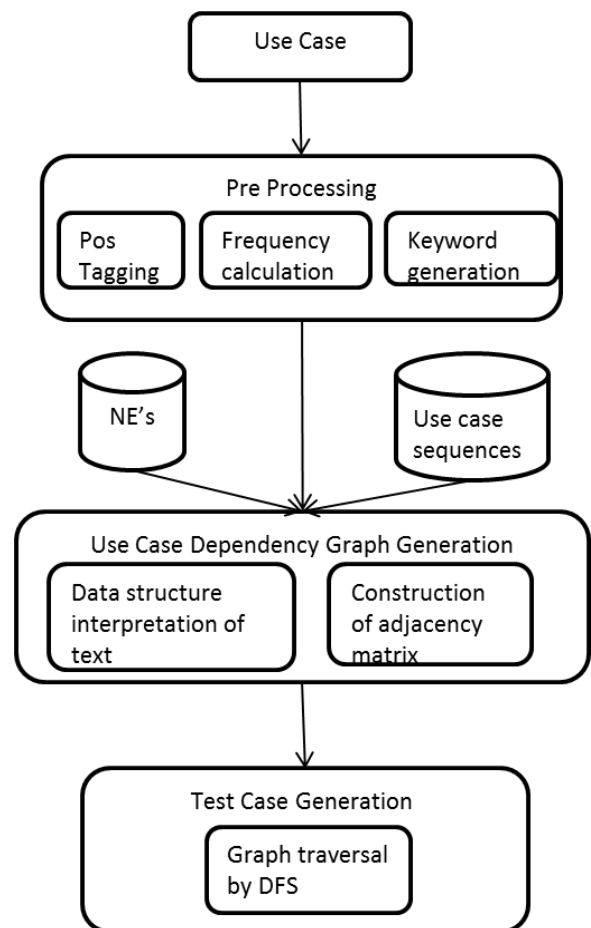 Use Case
Pre Processing
Pos
Tagging
Frequency
calculation
Keyword
generation
NE's
Use case
sequences
Use Case Dependency Graph Generation
Data structure
interpretation of
text
Construction
of adjacency
matrix
Test Case Generation
Graph traversal
by DFS